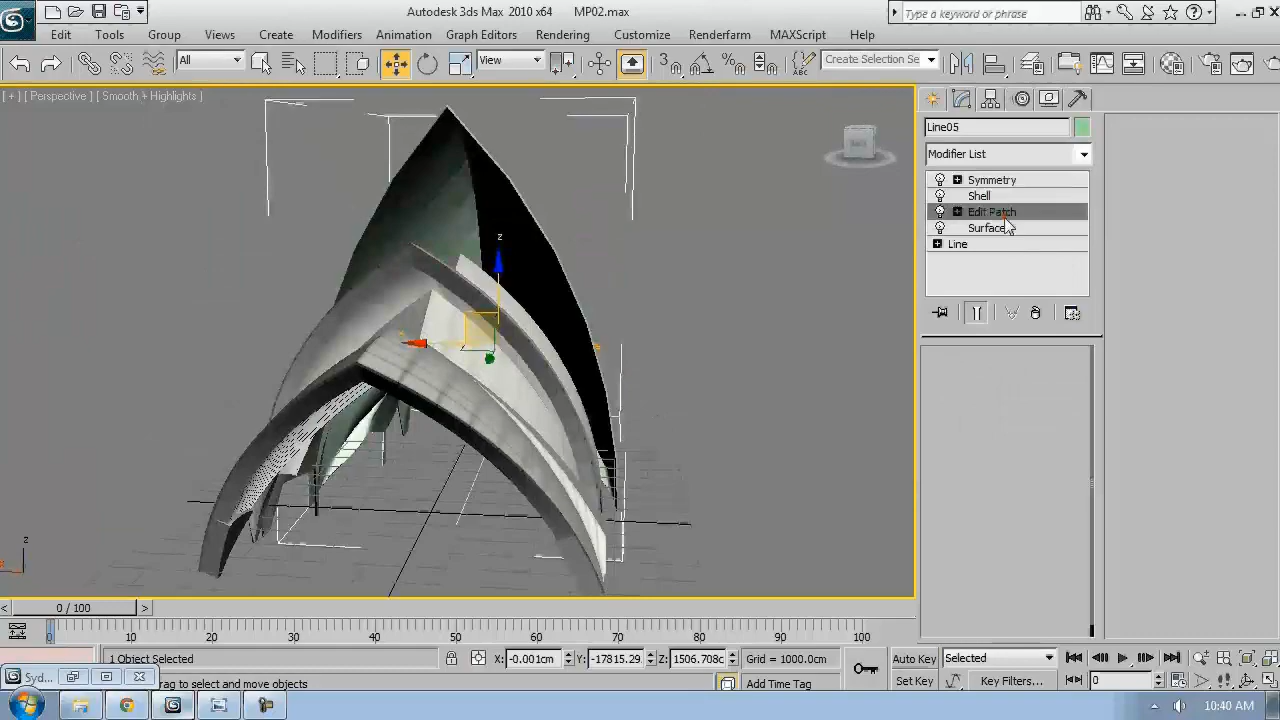 Autodesk 3ds Max 2010 x64 MP02.max
Type a keyword or phrase
Edit Tools Group Views Create Modifiers Animation Graph Editors Rendering Customize MAXScript Help
All View Create Selection Se
[ + ] [ Perspective ] [ Smooth + Highlights ]
Line05
Modifier List
Symmetry
Shell
Edit Patch
Surface
Line
z
z
0 / 100
0 10 20 30 40 50 60 70 80 90 100
1 Object Selected X: -0.001cm Y: -17815.29 Z: 1506.708c Grid = 1000.0cm Auto Key Selected
Syd... drag to select and move objects Add Time Tag Set Key Key Filters... 0
10:40 AM